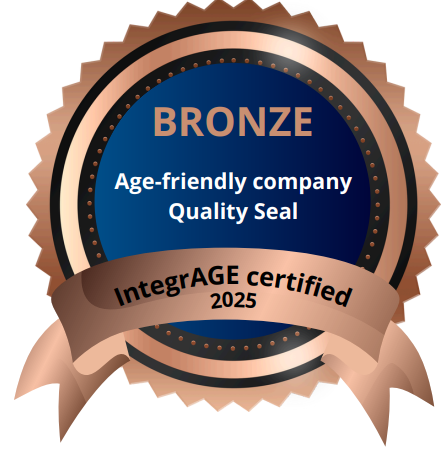 BRONZE
Age-friendly company
Quality Seal
IntegrAGE certified
2025